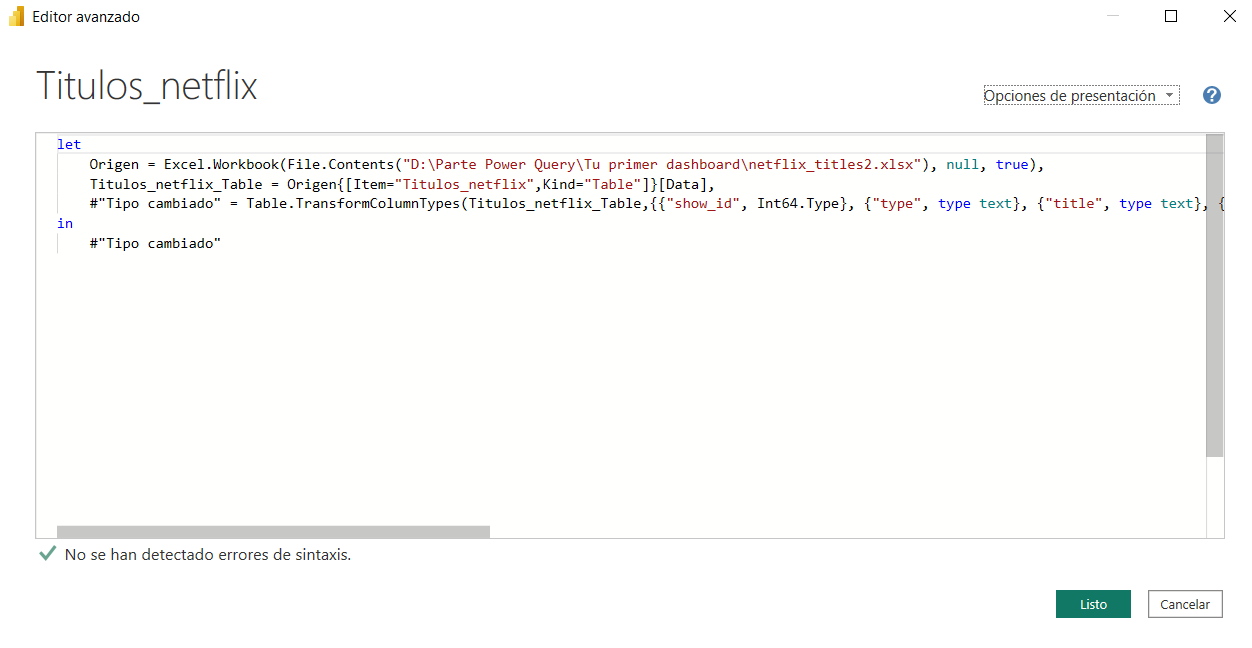 Editor avanzado
Titulos_netflix
Opciones de presentación
let
Origen = Excel.Workbook(File.Contents("D:\Parte Power Query\Tu primer dashboard\netflix_titles2.xlsx"), null, true),
Titulos_netflix_Table = Origen{[Item="Titulos_netflix",Kind="Table"]}[Data],
#"Tipo cambiado" = Table.TransformColumnTypes(Titulos_netflix_Table,{{"show_id", Int64.Type}, {"type", type text}, {"title", type text}, {
in
#"Tipo cambiado"
No se han detectado errores de sintaxis.
Listo
Cancelar